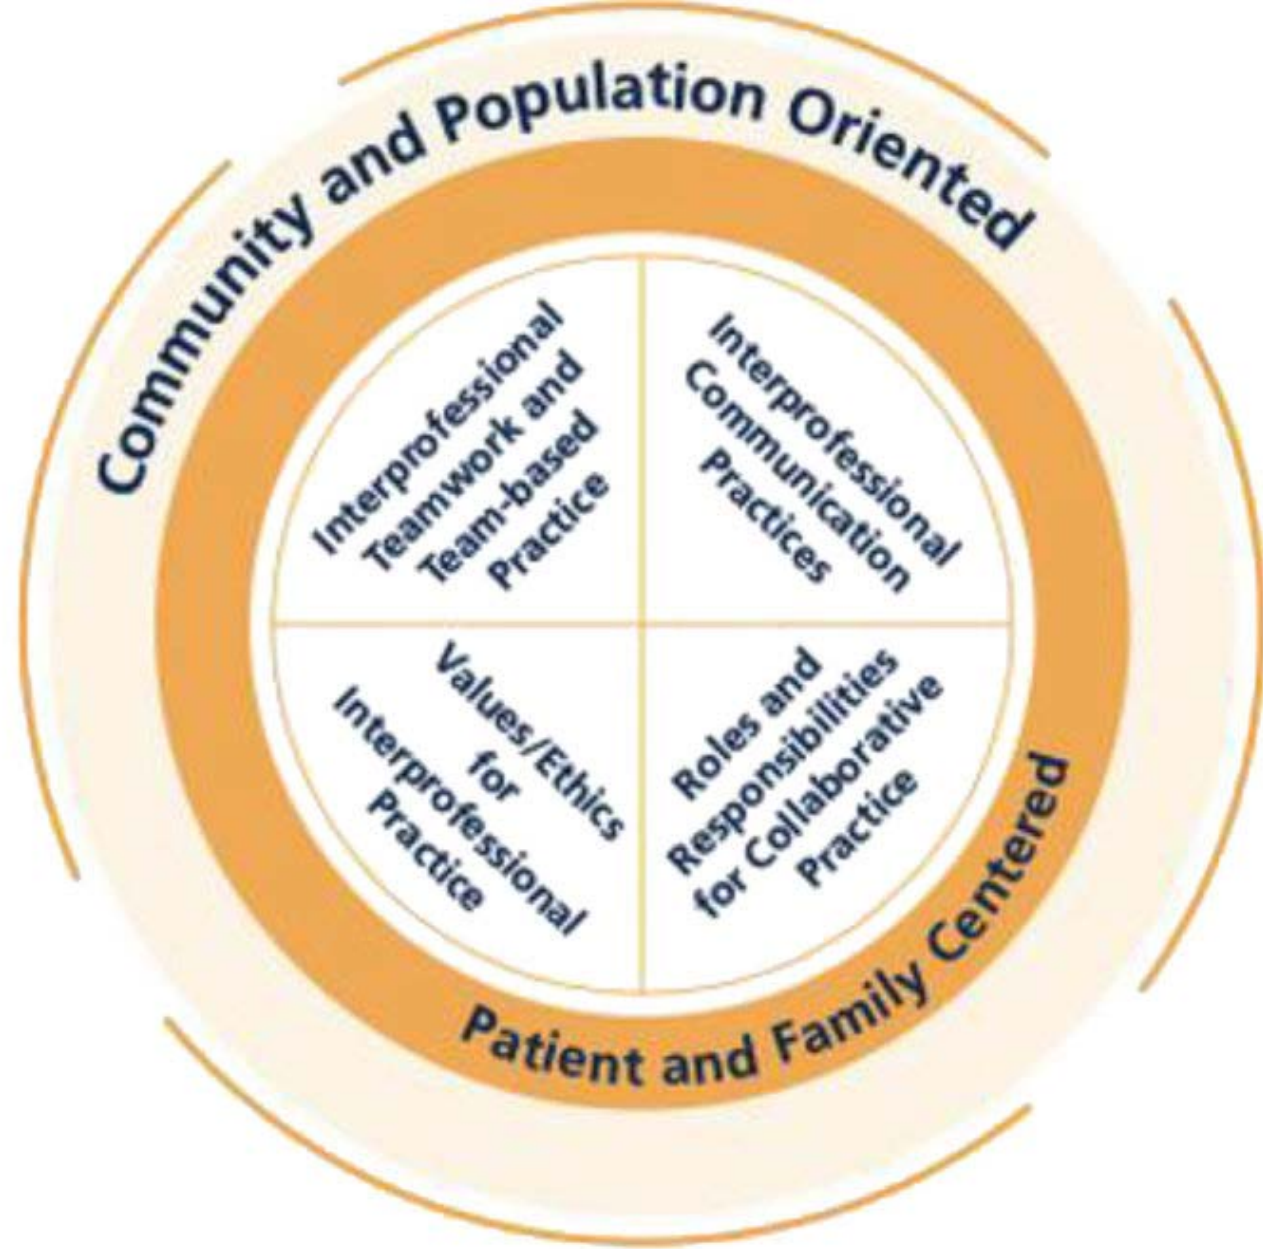 Community and Population Oriented
Interprofessional
Teamwork and
Team-based
Practice
Interprofessional
Communication
Practices
Values/Ethics
for
Interprofessional
Practice
Roles and
Responsibilities
for Collaborative
Practice
Patient and Family Centered